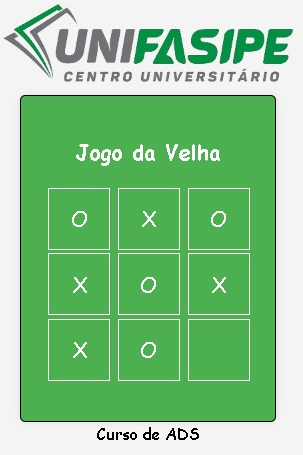 UNIFASIPE
CENTRO UNIVERSITÁRIO
Jogo da Velha
O X O
X O X
X O
Curso de ADS